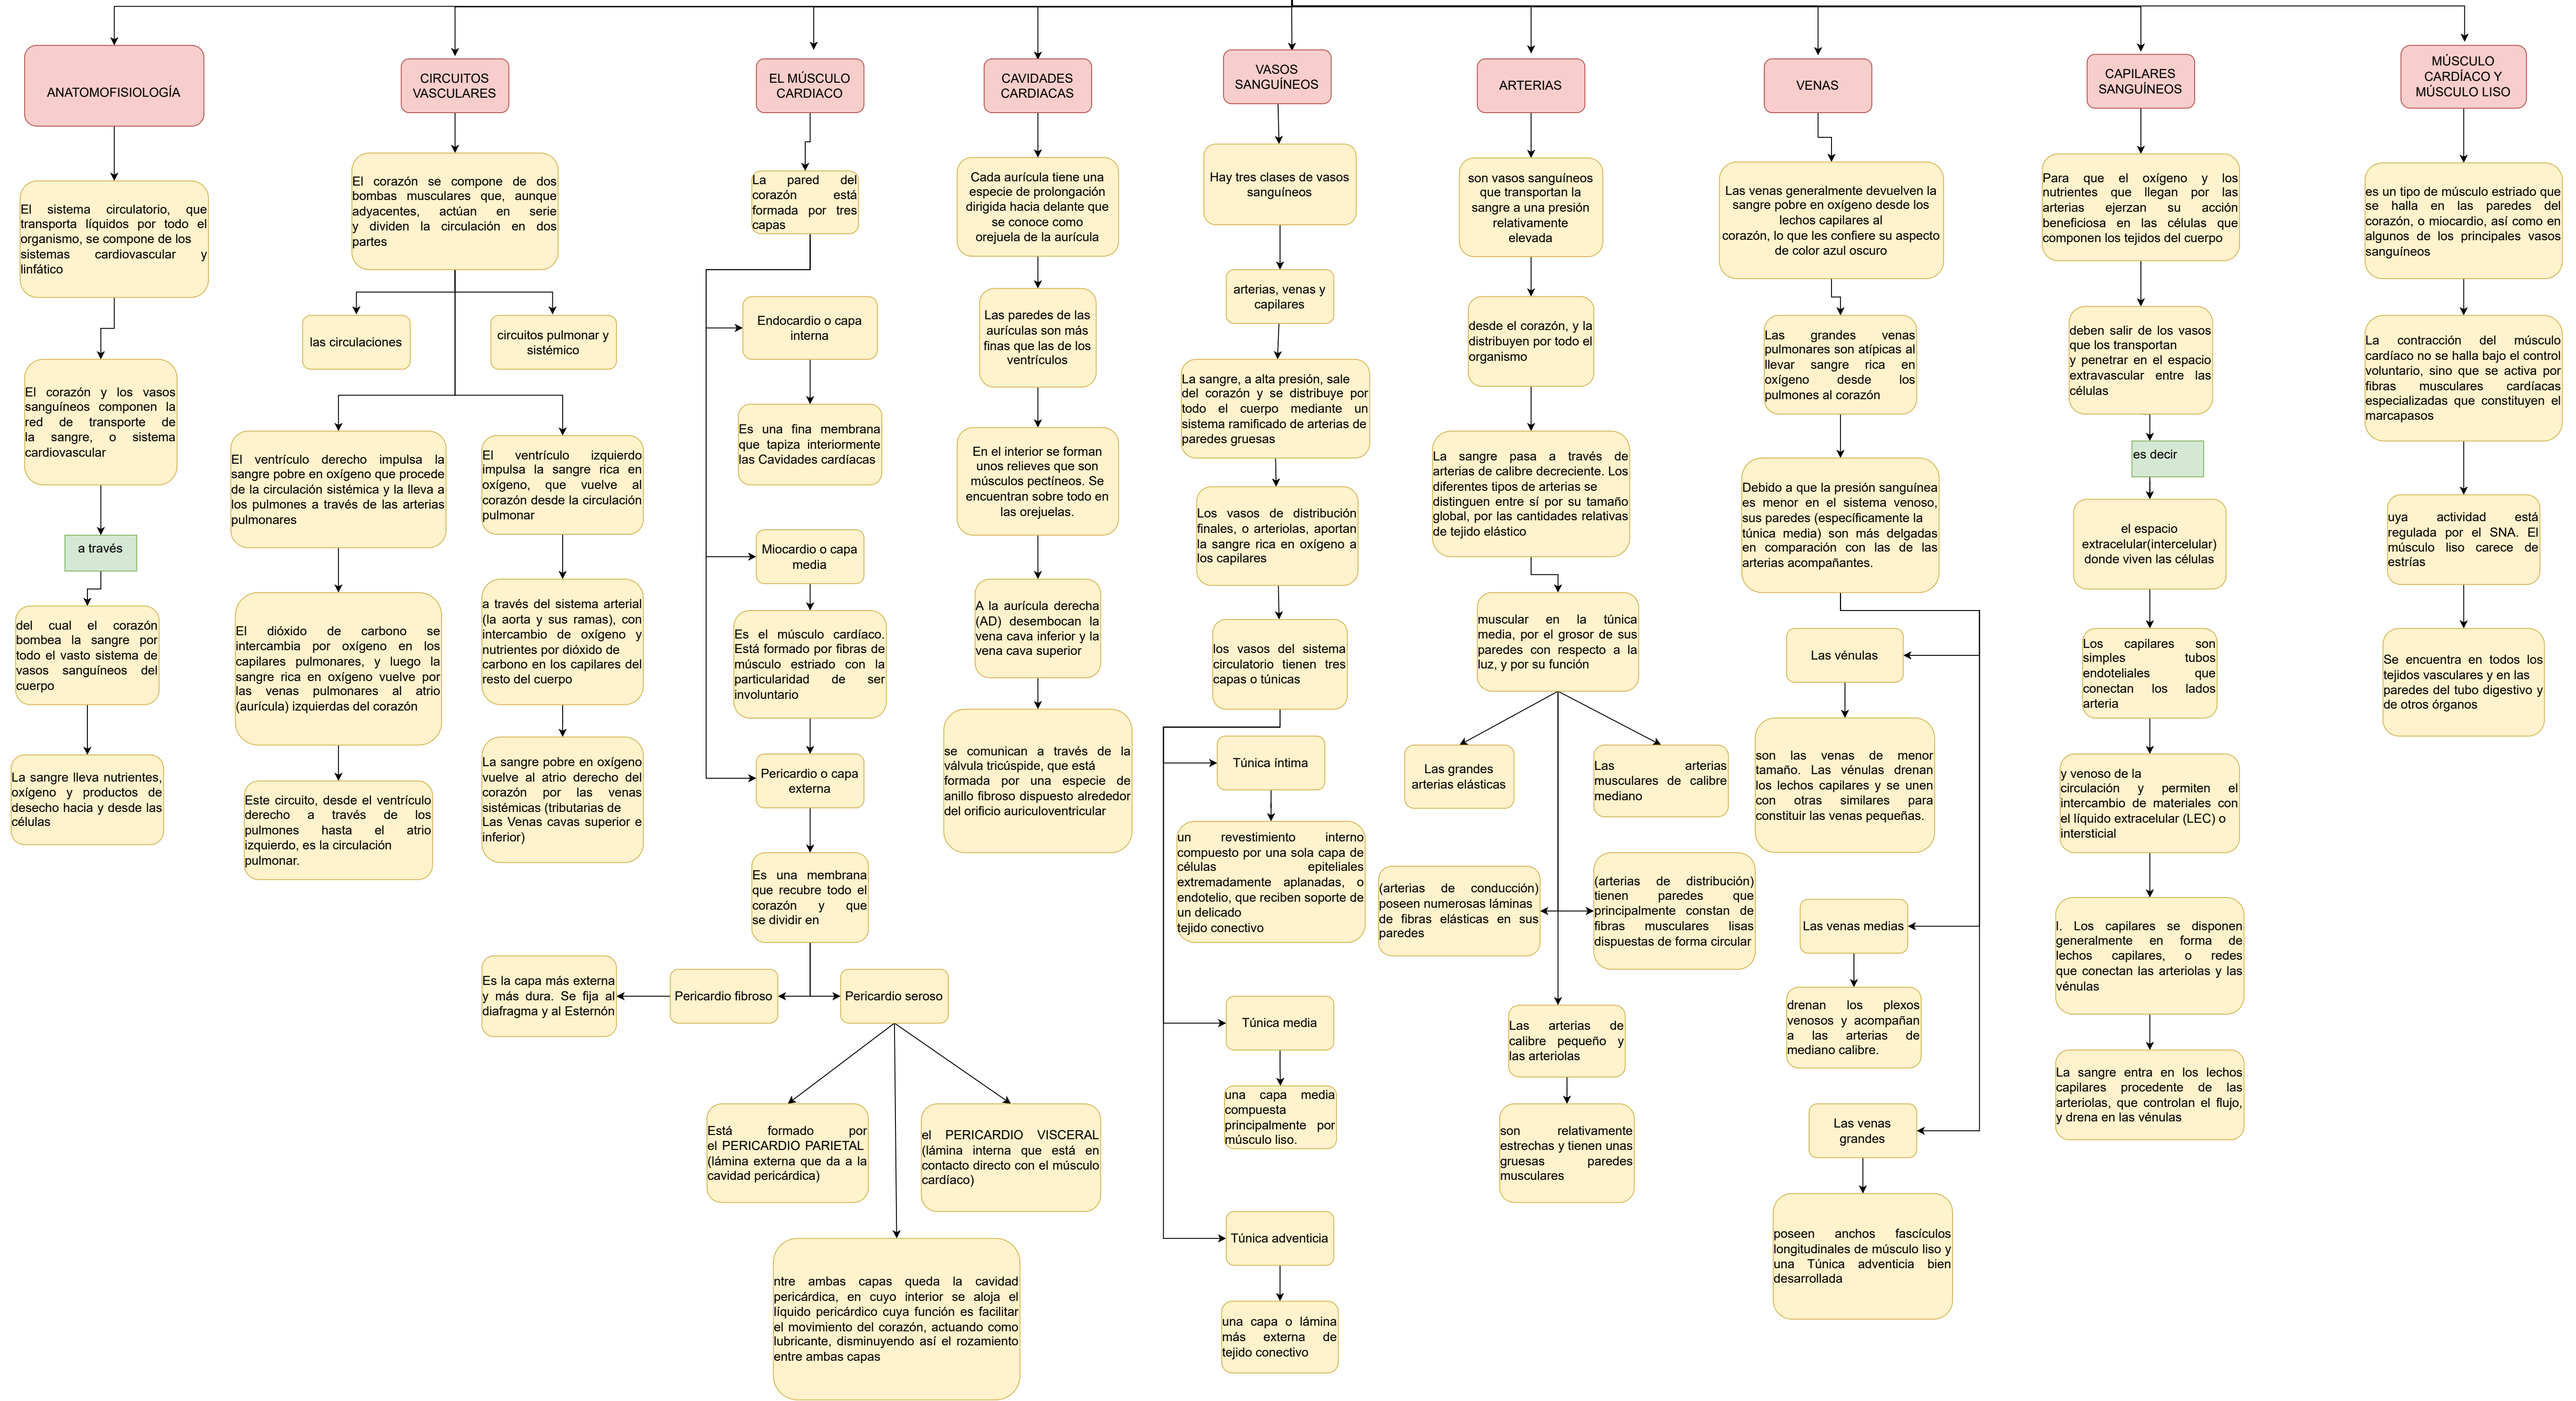 ANATOMOFISIOLOGÍA
El sistema circulatorio, que
transporta líquidos por todo el
organismo, se compone de los
sistemas cardiovascular y
linfático
El corazón y los vasos
sanguíneos componen la
red de transporte de
la sangre, o sistema
cardiovascular
a través
del cual el corazón
bombea la sangre por
todo el vasto sistema de
vasos sanguíneos del
cuerpo
La sangre lleva nutrientes,
oxígeno y productos de
desecho hacia y desde las
células
CIRCUITOS
VASCULARES
El corazón se compone de dos
bombas musculares que, aunque
adyacentes, actúan en serie
y dividen la circulación en dos
partes
las circulaciones
circuitos pulmonar y
sistémico
El ventrículo derecho impulsa la
sangre pobre en oxígeno que procede
de la circulación sistémica y la lleva a
los pulmones a través de las arterias
pulmonares
El dióxido de carbono se
intercambia por oxígeno en los
capilares pulmonares, y luego la
sangre rica en oxígeno vuelve por
las venas pulmonares al atrio
(aurícula) izquierdas del corazón
Este circuito, desde el ventrículo
derecho a través de los
pulmones hasta el atrio
izquierdo, es la circulación
pulmonar.
El ventrículo izquierdo
impulsa la sangre rica en
oxígeno, que vuelve al
corazón desde la circulación
pulmonar
a través del sistema arterial
(la aorta y sus ramas), con
intercambio de oxígeno y
nutrientes por dióxido de
carbono en los capilares del
resto del cuerpo
La sangre pobre en oxígeno
vuelve al atrio derecho del
corazón por las venas
sistémicas (tributarias de
Las Venas cavas superior e
inferior)
EL MÚSCULO
CARDIACO
La pared del
corazón está
formada por tres
capas
Endocardio o capa
interna
Es una fina membrana
que tapiza interiormente
las Cavidades cardíacas
Miocardio o capa
media
Es el músculo cardíaco.
Está formado por fibras de
músculo estriado con la
particularidad de ser
involuntario
Pericardio o capa
externa
Es una membrana
que recubre todo el
corazón y que
se dividir en
Es la capa más externa
y más dura. Se fija al
diafragma y al Esternón
Pericardio fibroso
Pericardio seroso
Está formado por
el PERICARDIO PARIETAL
(lámina externa que da a la
cavidad pericárdica)
el PERICARDIO VISCERAL
(lámina interna que está en
contacto directo con el músculo
cardíaco)
ntre ambas capas queda la cavidad
pericárdica, en cuyo interior se aloja el
líquido pericárdico cuya función es facilitar
el movimiento del corazón, actuando como
lubricante, disminuyendo así el rozamiento
entre ambas capas
CAVIDADES
CARDIACAS
Cada aurícula tiene una
especie de prolongación
dirigida hacia delante que
se conoce como
orejuela de la aurícula
Las paredes de las
aurículas son más
finas que las de los
ventrículos
En el interior se forman
unos relieves que son
músculos pectíneos. Se
encuentran sobre todo en
las orejuelas.
A la aurícula derecha
(AD) desembocan la
vena cava inferior y la
vena cava superior
se comunican a través de la
válvula tricúspide, que está
formada por una especie de
anillo fibroso dispuesto alrededor
del orificio auriculoventricular
VASOS
SANGUÍNEOS
Hay tres clases de vasos
sanguíneos
arterias, venas y
capilares
La sangre, a alta presión, sale
del corazón y se distribuye por
todo el cuerpo mediante un
sistema ramificado de arterias de
paredes gruesas
Los vasos de distribución
finales, o arteriolas, aportan
la sangre rica en oxígeno a
los capilares
los vasos del sistema
circulatorio tienen tres
capas o túnicas
Túnica íntima
un revestimiento interno
compuesto por una sola capa de
células epiteliales
extremadamente aplanadas, o
endotelio, que reciben soporte de
un delicado
tejido conectivo
Túnica media
una capa media
compuesta
principalmente por
músculo liso.
Túnica adventicia
una capa o lámina
más externa de
tejido conectivo
ARTERIAS
son vasos sanguíneos
que transportan la
sangre a una presión
relativamente
elevada
desde el corazón, y la
distribuyen por todo el
organismo
La sangre pasa a través de
arterias de calibre decreciente. Los
diferentes tipos de arterias se
distinguen entre sí por su tamaño
global, por las cantidades relativas
de tejido elástico
muscular en la túnica
media, por el grosor de sus
paredes con respecto a la
luz, y por su función
Las grandes
arterias elásticas
Las arterias
musculares de calibre
mediano
(arterias de conducción)
poseen numerosas láminas
de fibras elásticas en sus
paredes
(arterias de distribución)
tienen paredes que
principalmente constan de
fibras musculares lisas
dispuestas de forma circular
Las arterias de
calibre pequeño y
las arteriolas
son relativamente
estrechas y tienen unas
gruesas paredes
musculares
VENAS
Las venas generalmente devuelven la
sangre pobre en oxígeno desde los
lechos capilares al
corazón, lo que les confiere su aspecto
de color azul oscuro
Las grandes venas
pulmonares son atípicas al
llevar sangre rica en
oxígeno desde los
pulmones al corazón
Debido a que la presión sanguínea
es menor en el sistema venoso,
sus paredes (específicamente la
túnica media) son más delgadas
en comparación con las de las
arterias acompañantes.
Las vénulas
son las venas de menor
tamaño. Las vénulas drenan
los lechos capilares y se unen
con otras similares para
constituir las venas pequeñas.
Las venas medias
drenan los plexos
venosos y acompañan
a las arterias de
mediano calibre.
Las venas
grandes
poseen anchos fascículos
longitudinales de músculo liso y
una Túnica adventicia bien
desarrollada
CAPILARES
SANGUÍNEOS
Para que el oxígeno y los
nutrientes que llegan por las
arterias ejerzan su acción
beneficiosa en las células que
componen los tejidos del cuerpo
deben salir de los vasos
que los transportan
y penetrar en el espacio
extravascular entre las
células
es decir
el espacio
extracelular(intercelular)
donde viven las células
Los capilares son
simples tubos
endoteliales que
conectan los lados
arteria
y venoso de la
circulación y permiten el
intercambio de materiales con
el líquido extracelular (LEC) o
intersticial
l. Los capilares se disponen
generalmente en forma de
lechos capilares, o redes
que conectan las arteriolas y las
vénulas
La sangre entra en los lechos
capilares procedente de las
arteriolas, que controlan el flujo,
y drena en las vénulas
MÚSCULO
CARDÍACO Y
MÚSCULO LISO
es un tipo de músculo estriado que
se halla en las paredes del
corazón, o miocardio, así como en
algunos de los principales vasos
sanguíneos
La contracción del músculo
cardíaco no se halla bajo el control
voluntario, sino que se activa por
fibras musculares cardíacas
especializadas que constituyen el
marcapasos
uya actividad está
regulada por el SNA. El
músculo liso carece de
estrías
Se encuentra en todos los
tejidos vasculares y en las
paredes del tubo digestivo y
de otros órganos